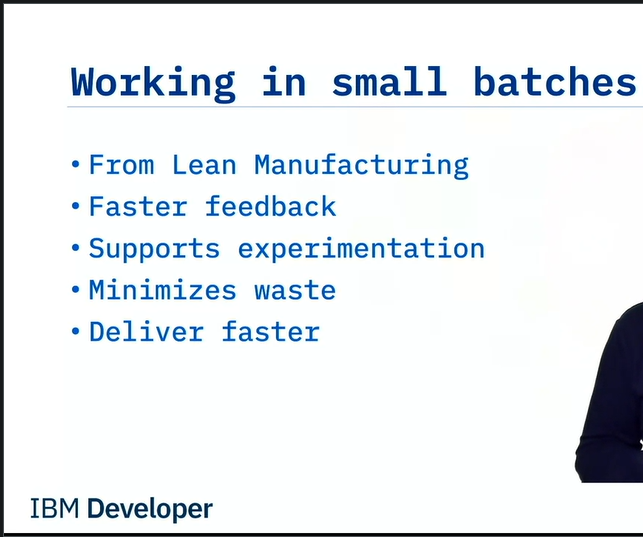 Working in small batches
• From Lean Manufacturing
• Faster feedback
• Supports experimentation
• Minimizes waste
• Deliver faster
IBM Developer